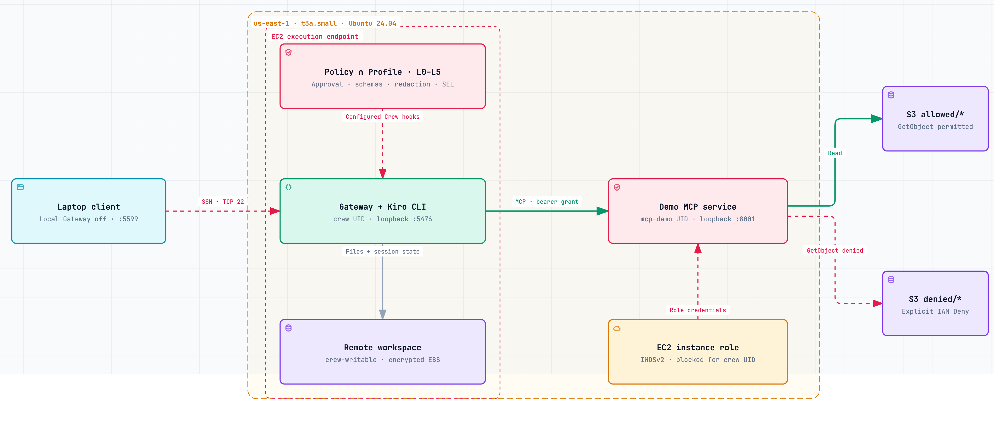 us-east-1 · t3a.small · Ubuntu 24.04
EC2 execution endpoint
Policy ∩ Profile · L0–L5
Approval · schemas · redaction · SEL
Configured Crew hooks
Laptop client
Local Gateway off · :5599
SSH · TCP 22
Gateway + Kiro CLI
crew UID · loopback :5476
MCP · bearer grant
Demo MCP service
mcp-demo UID · loopback :8001
Read
S3 allowed/*
GetObject permitted
GetObject denied
S3 denied/*
Explicit IAM Deny
Files + session state
Remote workspace
crew-writable · encrypted EBS
Role credentials
EC2 instance role
IMDSv2 · blocked for crew UID